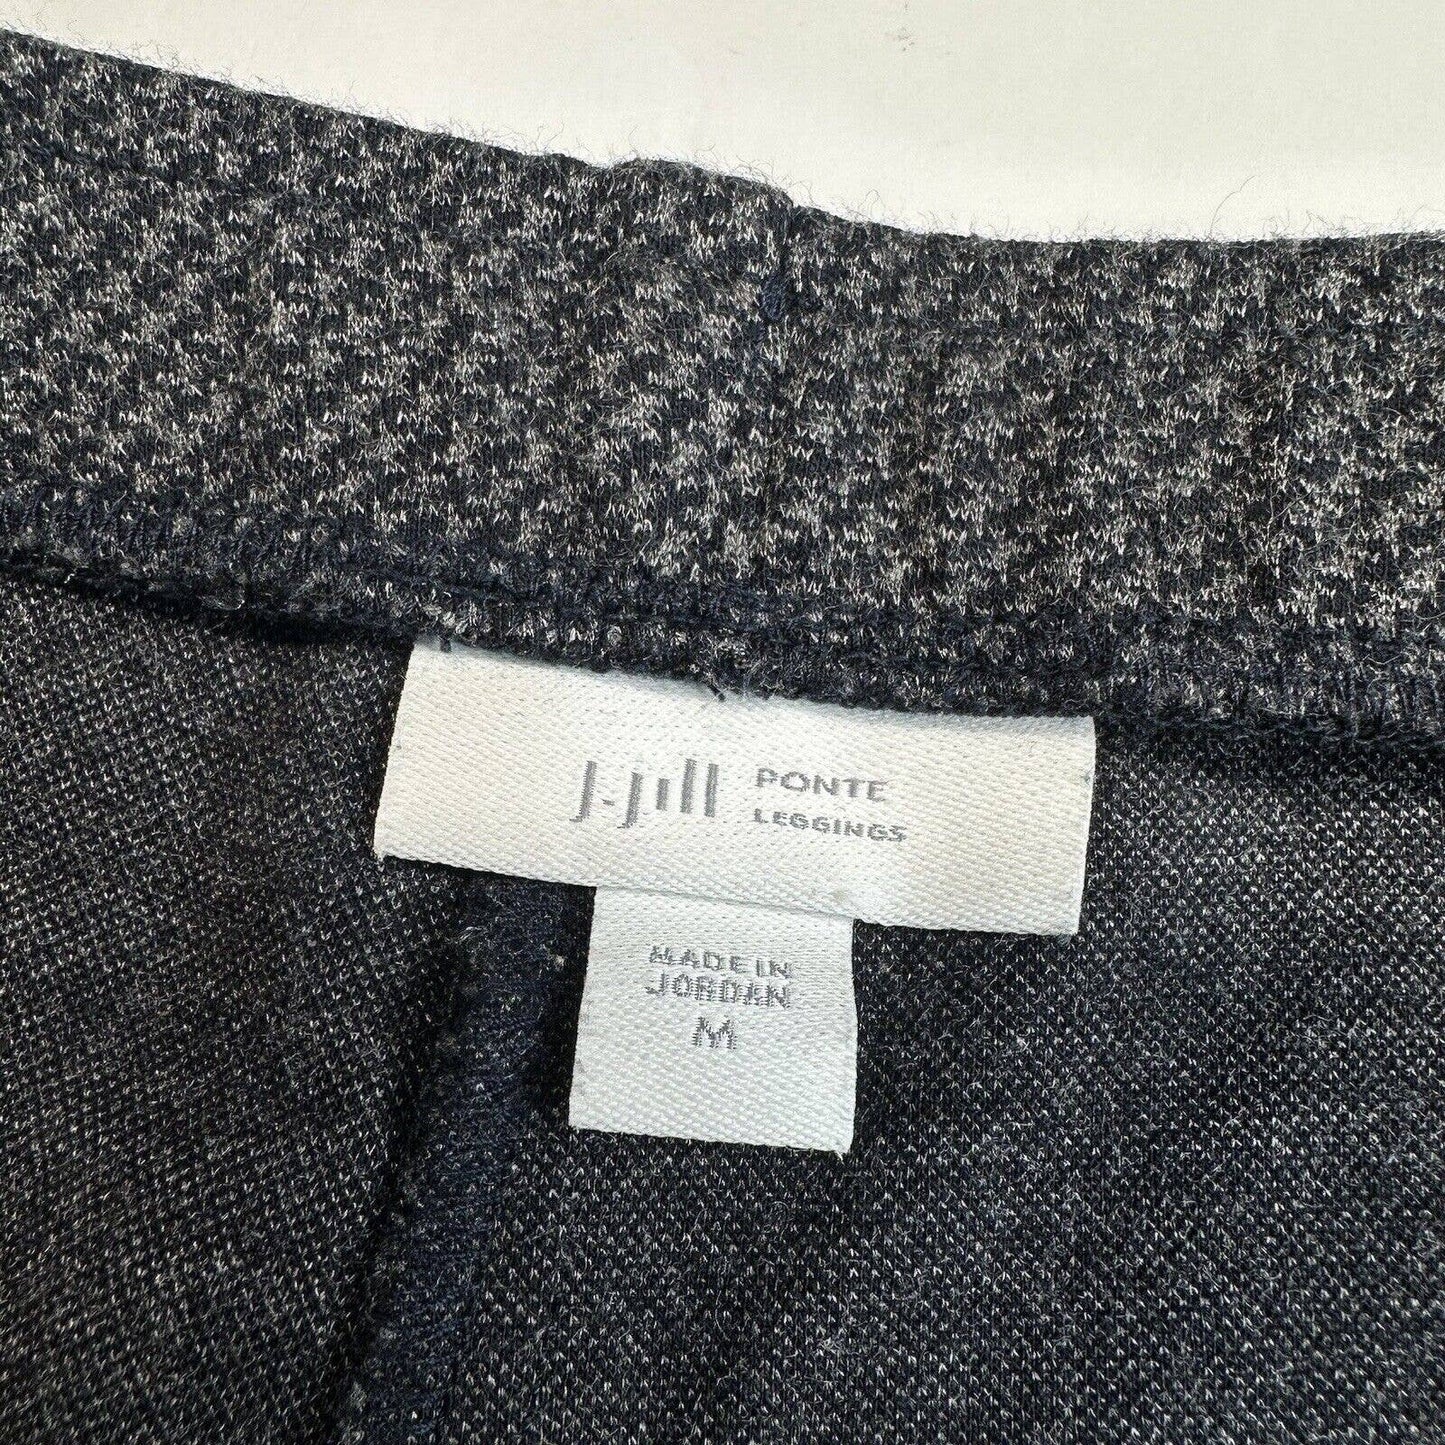 J.Jill PONTE
LEGGINGS
MADE IN
JORDAN
M